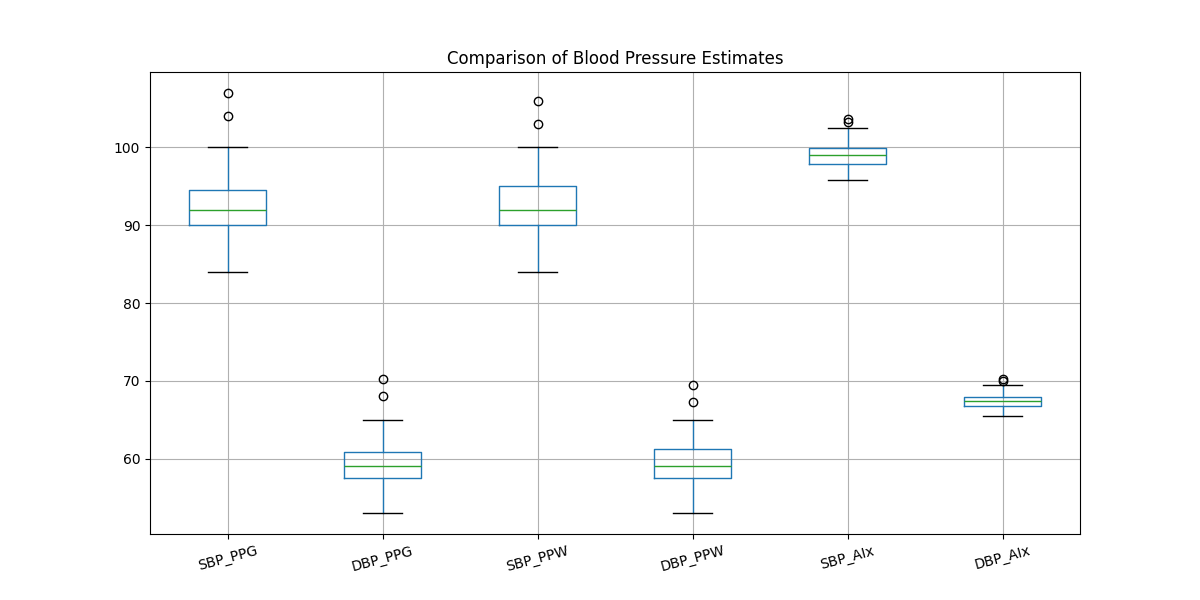 Comparison of Blood Pressure Estimates
100
90
80
70
60
SBP_PPG
DBP_PPG
SBP_PPW
DBP_PPW
SBP_AIx
DBP_AIx